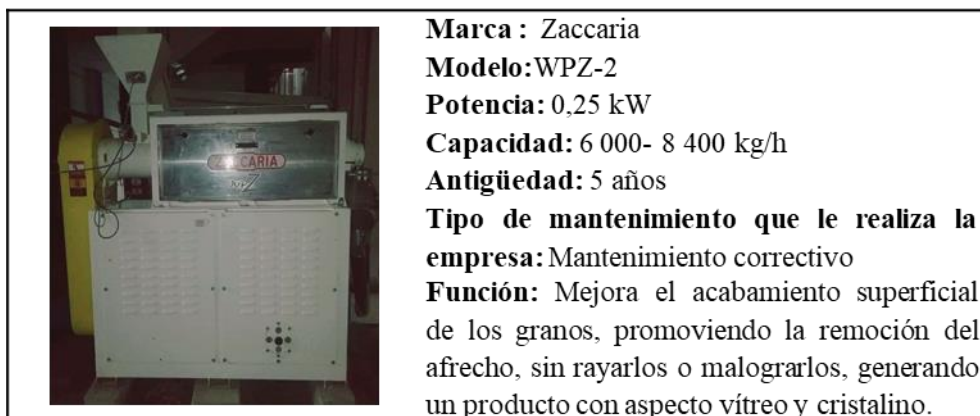 ZACCARIA
WPZ
Marca : Zaccaria
Modelo:WPZ-2
Potencia: 0,25 kW
Capacidad: 6 000- 8 400 kg/h
Antigüedad: 5 años
Tipo de mantenimiento que le realiza la
empresa: Mantenimiento correctivo
Función: Mejora el acabamiento superficial
de los granos, promoviendo la remoción del
afrecho, sin rayarlos o malograrlos, generando
un producto con aspecto vítreo y cristalino.